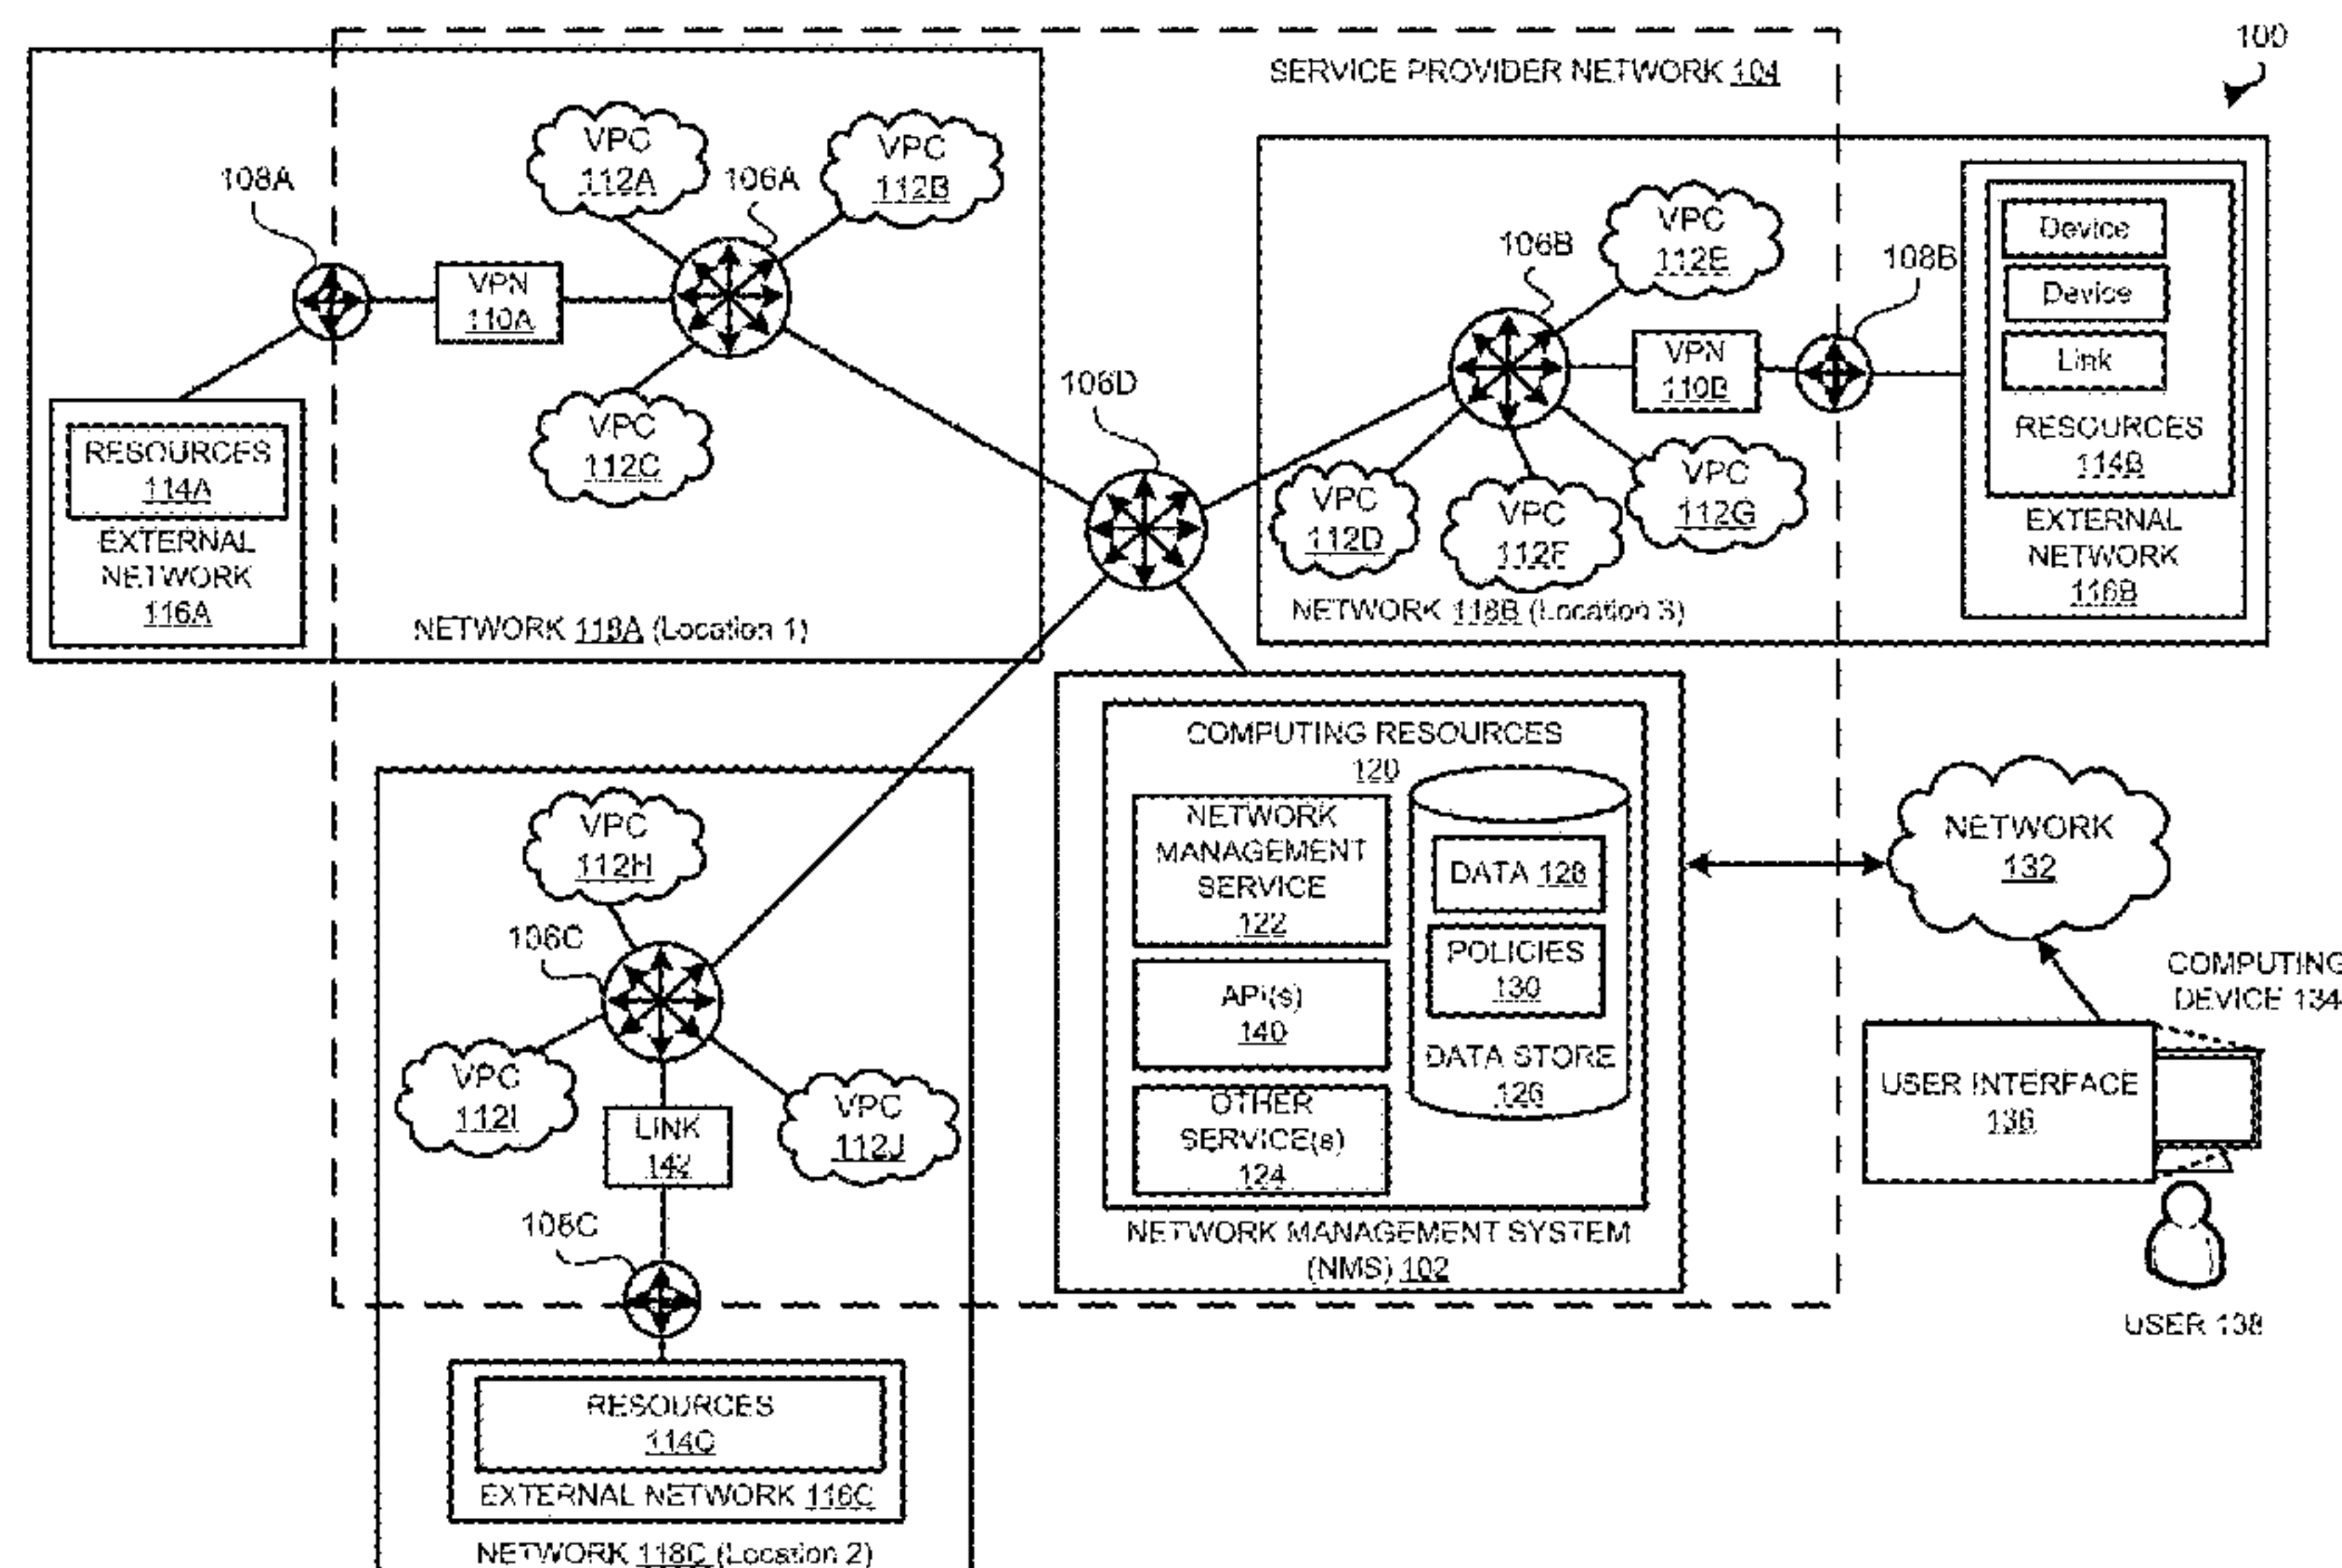 100
SERVICE PROVIDER NETWORK 104
108A
VPC
112A
106A
VPC
112B
VPN
110A
VPC
112C
RESOURCES
114A
EXTERNAL
NETWORK
116A
NETWORK 118A (Location 1)
106D
106B
VPC
112E
108B
VPN
110B
VPC
112D
VPC
112F
VPC
112G
NETWORK 118B (Location 3)
Device
Device
Link
RESOURCES
114B
EXTERNAL
NETWORK
116B
COMPUTING RESOURCES
120
NETWORK
MANAGEMENT
SERVICE
122
API(s)
140
OTHER
SERVICE(s)
124
DATA 128
POLICIES
130
DATA STORE
126
NETWORK MANAGEMENT SYSTEM
(NMS) 102
NETWORK
132
COMPUTING
DEVICE 134
USER INTERFACE
136
USER 138
VPC
112H
106C
VPC
112I
LINK
142
VPC
112J
108C
RESOURCES
114C
EXTERNAL NETWORK 116C
NETWORK 118C (Location 2)